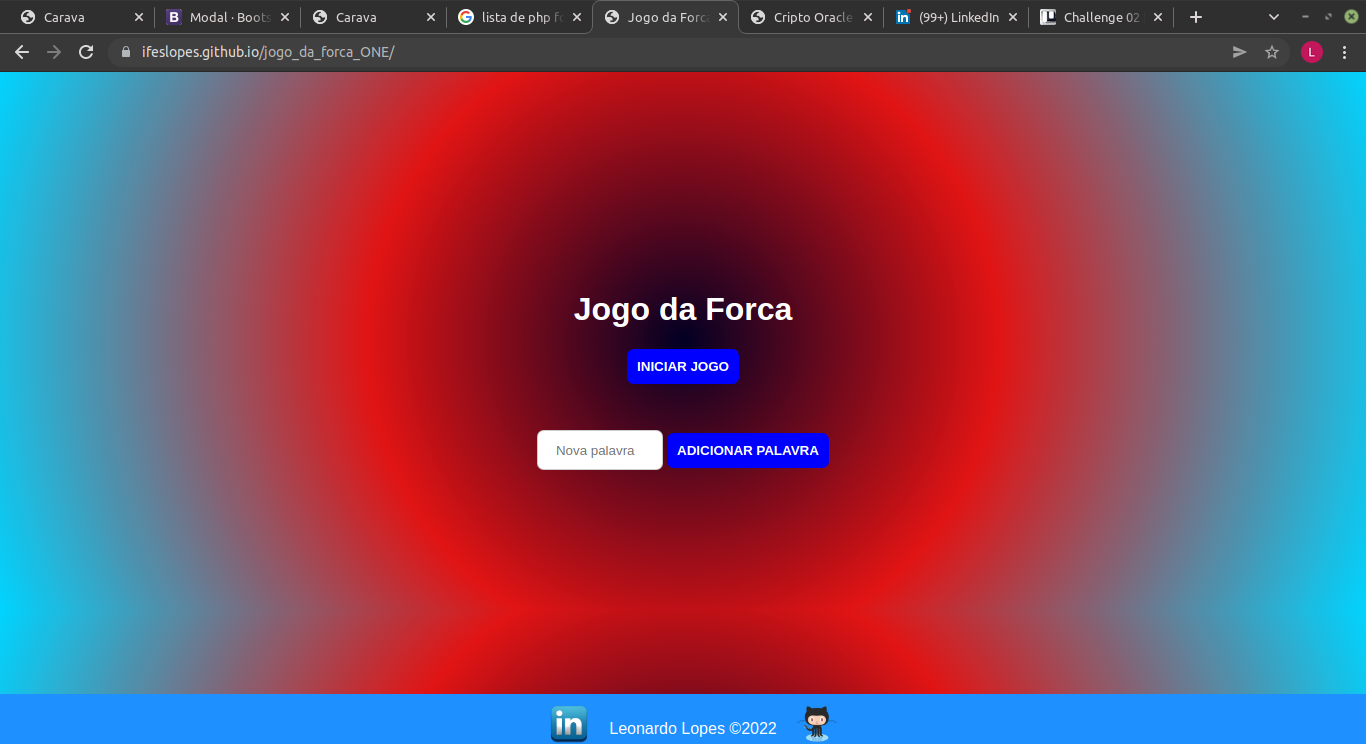 Carava
Modal · Boots
Carava
lista de php fo
Jogo da Forca
Cripto Oracle
(99+) LinkedIn
Challenge 02
ifeslopes.github.io/jogo_da_forca_ONE/
L
Jogo da Forca
INICIAR JOGO
Nova palavra
ADICIONAR PALAVRA
in
Leonardo Lopes ©2022